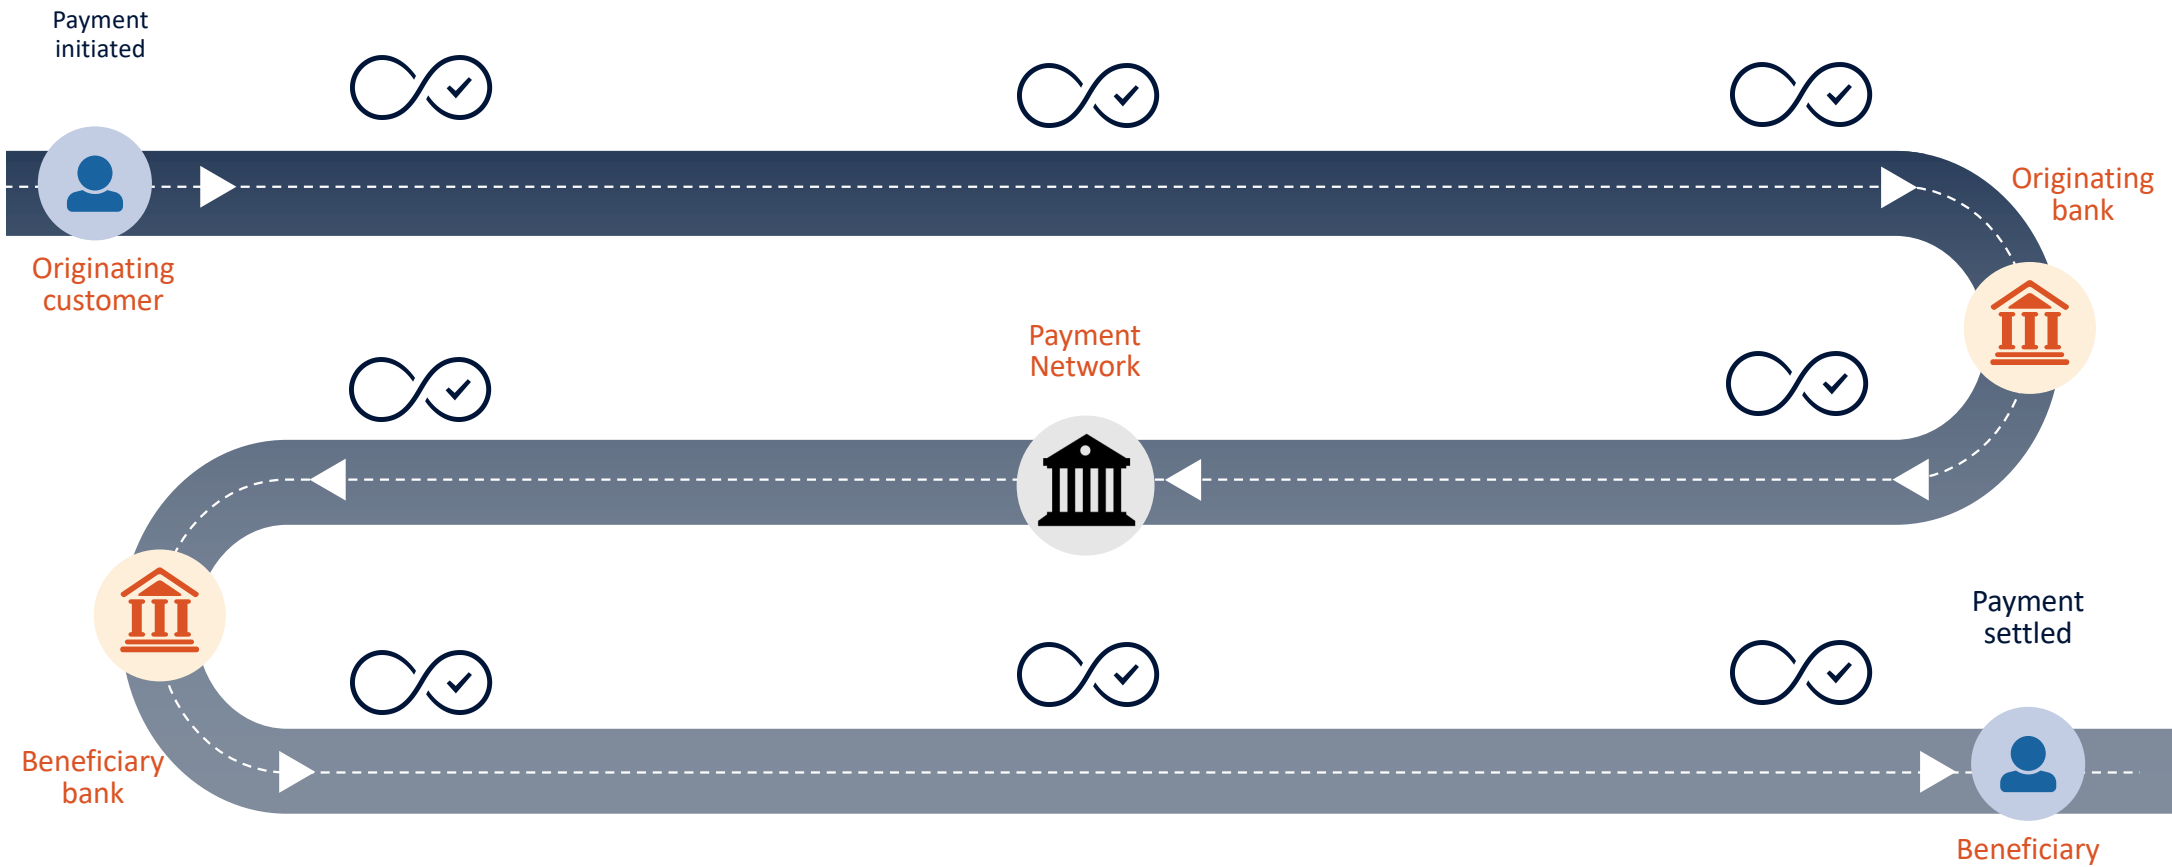 Payment
initiated
Originating
customer
Originating
bank
Payment
Network
Beneficiary
bank
Payment
settled
Beneficiary